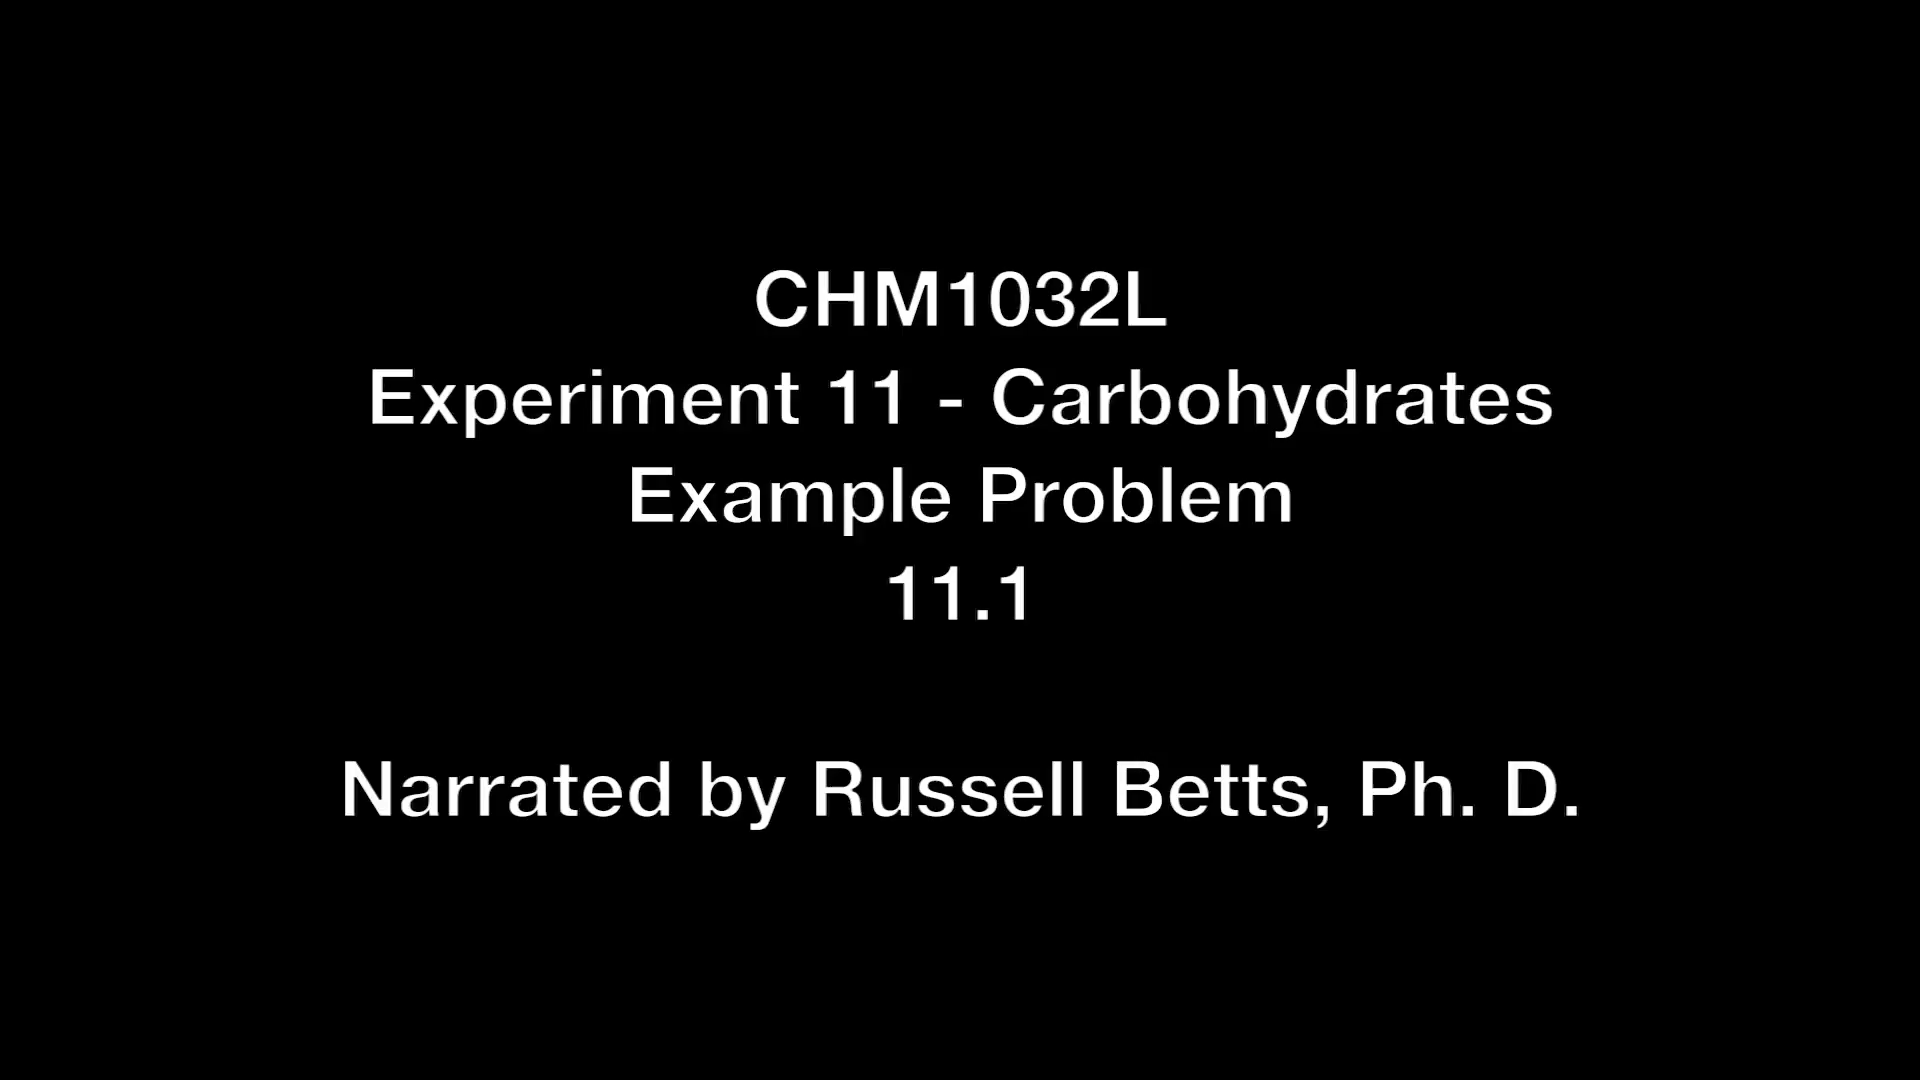 CHM1032L
Experiment 11 - Carbohydrates
Example Problem
11.1
Narrated by Russell Betts, Ph. D.